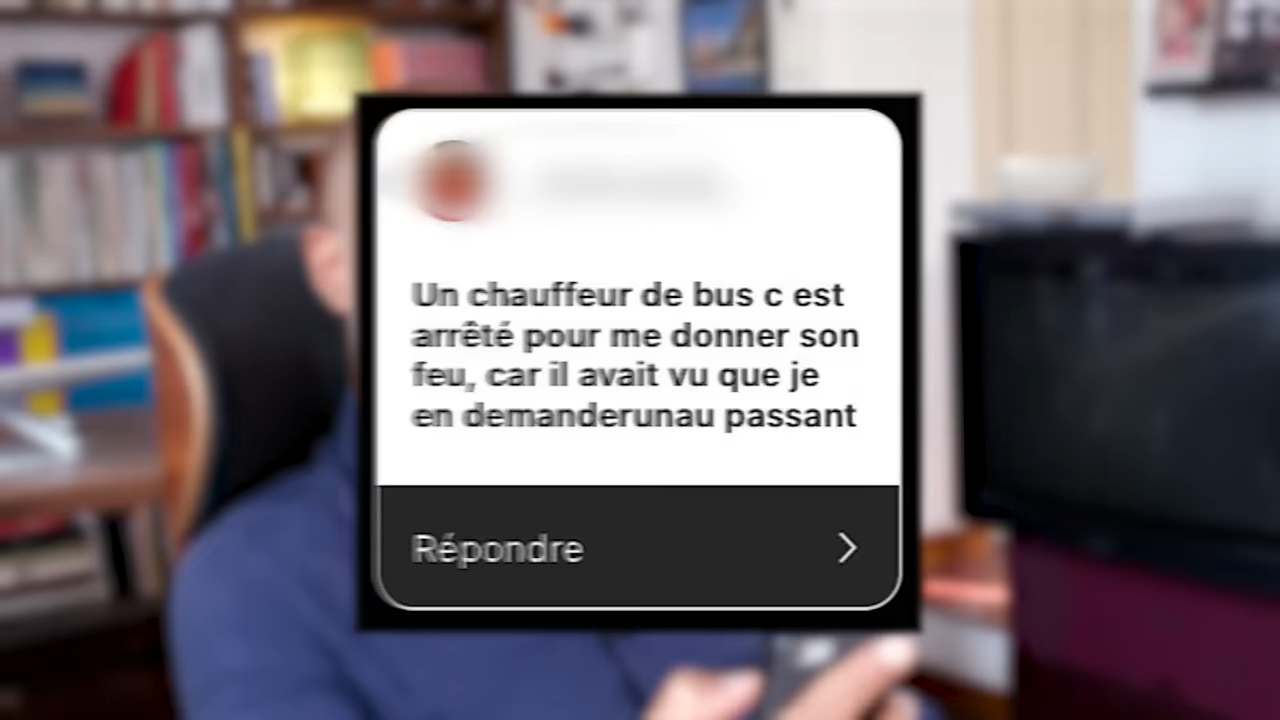 Un chauffeur de bus c est
arrêté pour me donner son
feu, car il avait vu que je
en demanderunau passant
Répondre